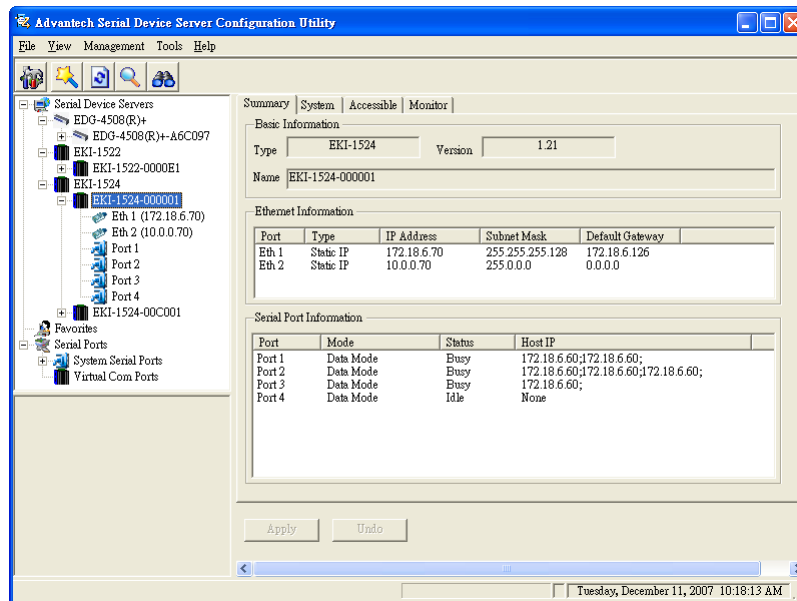 Advantech Serial Device Server Configuration Utility
File View Management Tools Help
Serial Device Servers
EDG-4508(R)+
EDG-4508(R)+-A6C097
EKI-1522
EKI-1522-0000E1
EKI-1524
EKI-1524-000001
Eth 1 (172.18.6.70)
Eth 2 (10.0.0.70)
Port 1
Port 2
Port 3
Port 4
EKI-1524-00C001
Favorites
Serial Ports
System Serial Ports
Virtual Com Ports
Summary System Accessible Monitor
Basic Information
Type EKI-1524 Version 1.21
Name EKI-1524-000001
Ethernet Information
Port Type IP Address Subnet Mask Default Gateway
Eth 1 Static IP 172.18.6.70 255.255.255.128 172.18.6.126
Eth 2 Static IP 10.0.0.70 255.0.0.0 0.0.0.0
Serial Port Information
Port Mode Status Host IP
Port 1 Data Mode Busy 172.18.6.60;172.18.6.60;
Port 2 Data Mode Busy 172.18.6.60;172.18.6.60;172.18.6.60;
Port 3 Data Mode Busy 172.18.6.60;
Port 4 Data Mode Idle None
Apply Undo
Tuesday, December 11, 2007 10:18:13 AM